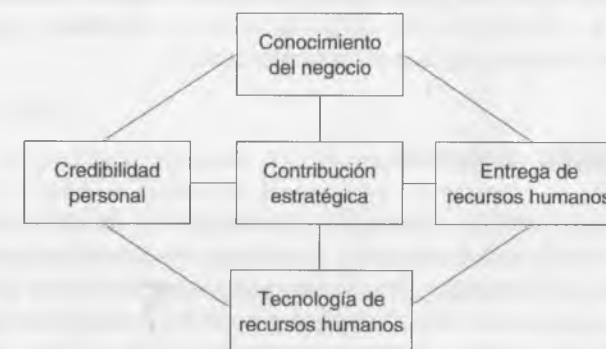 Conocimiento
del negocio
Credibilidad
personal
Contribución
estratégica
Entrega de
recursos humanos
Tecnología de
recursos humanos